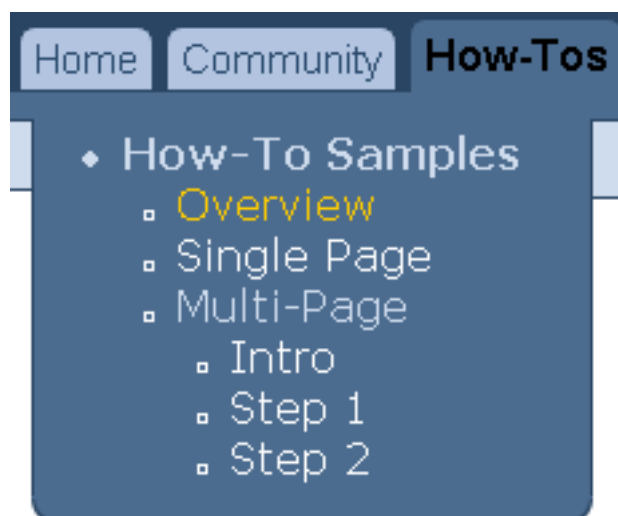 Home Community How-Tos
How-To Samples
Overview
Single Page
Multi-Page
Intro
Step 1
Step 2